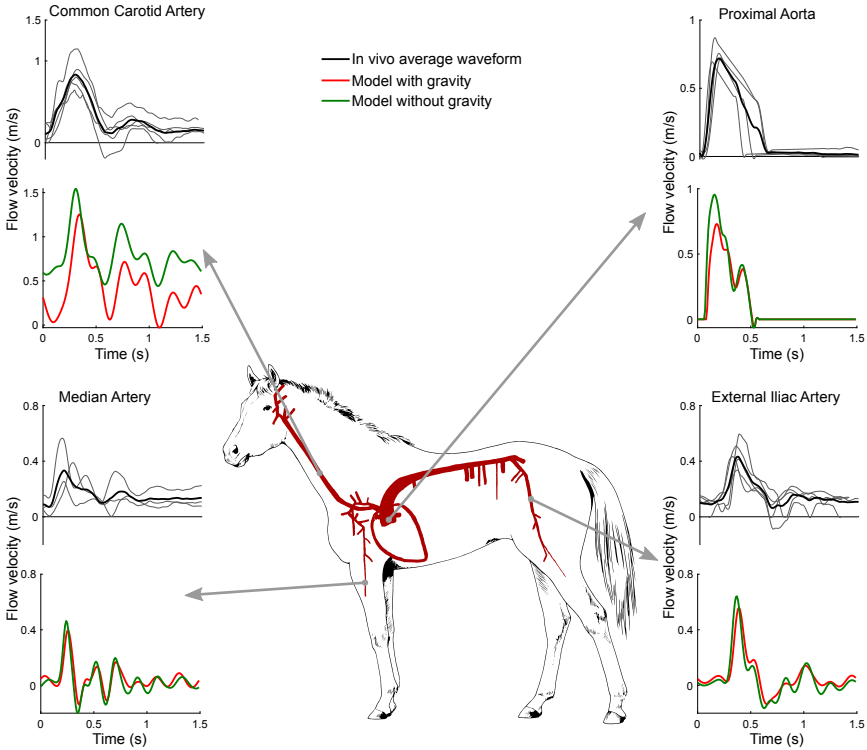 Common Carotid Artery
1.5
1
0
Flow velocity (m/s)
1.5
1
0.5
0
0
0.5
1
1.5
Time (s)
In vivo average waveform
Model with gravity
Model without gravity
Proximal Aorta
1
0
Flow velocity (m/s)
1
0
0
0.5
1
1.5
Time (s)
Median Artery
0.8
0.4
0
Flow velocity (m/s)
0.8
0.4
0
0
0.5
1
1.5
Time (s)
External Iliac Artery
0.8
0.4
0
Flow velocity (m/s)
0.8
0.4
0
0
0.5
1
1.5
Time (s)